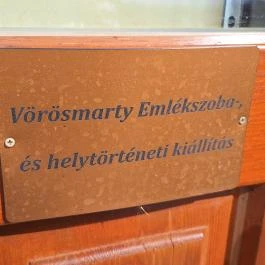 Vörösmarty Emlékszoba-,
és helytörténeti kiállítás